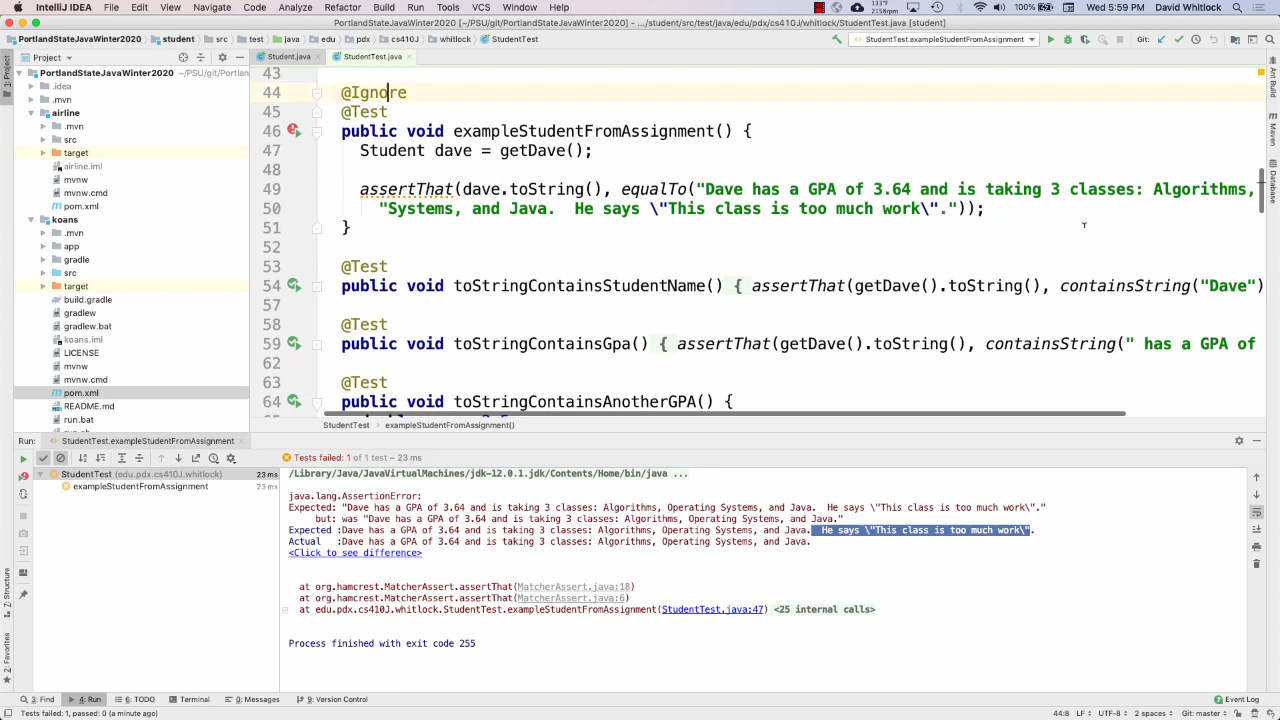 IntelliJ IDEA File Edit View Navigate Code Analyze Refactor Build Run Tools VCS Window Help 100% Wed 5:59 PM David Whitlock
PortlandStateJavaWinter2020 [~/PSU/git/PortlandStateJavaWinter2020] - .../student/src/test/java/edu/pdx/cs410J/whitlock/StudentTest.java [student]
PortlandStateJavaWinter2020 student src test java edu pdx cs410J whitlock StudentTest StudentTest.exampleStudentFromAssignment Git:
Project Student.java StudentTest.java
PortlandStateJavaWinter2020 ~/PSU/git/Portlan
.idea
.mvn
airline
.mvn
src
target
airline.iml
mvnw
mvnw.cmd
pom.xml
koans
.mvn
app
gradle
src
target
build.gradle
gradlew
gradlew.bat
koans.iml
LICENSE
mvnw
mvnw.cmd
pom.xml
README.md
run.bat
43
44 @Ignore
45 @Test
46 public void exampleStudentFromAssignment() {
47 Student dave = getDave();
48
49 assertThat(dave.toString(), equalTo("Dave has a GPA of 3.64 and is taking 3 classes: Algorithms,
50 "Systems, and Java.  He says \"This class is too much work\"."));
51 }
52
53 @Test
54 public void toStringContainsStudentName() { assertThat(getDave().toString(), containsString("Dave")
57
58 @Test
59 public void toStringContainsGpa() { assertThat(getDave().toString(), containsString(" has a GPA of
62
63 @Test
64 public void toStringContainsAnotherGPA() {
StudentTest exampleStudentFromAssignment()
Run: StudentTest.exampleStudentFromAssignment
Tests failed: 1 of 1 test – 23 ms
StudentTest (edu.pdx.cs410J.whitlock) 23 ms
exampleStudentFromAssignment 23 ms
/Library/Java/JavaVirtualMachines/jdk-12.0.1.jdk/Contents/Home/bin/java ...
java.lang.AssertionError:
Expected: "Dave has a GPA of 3.64 and is taking 3 classes: Algorithms, Operating Systems, and Java.  He says \"This class is too much work\"."
but: was "Dave has a GPA of 3.64 and is taking 3 classes: Algorithms, Operating Systems, and Java."
Expected :Dave has a GPA of 3.64 and is taking 3 classes: Algorithms, Operating Systems, and Java.  He says \"This class is too much work\".
Actual :Dave has a GPA of 3.64 and is taking 3 classes: Algorithms, Operating Systems, and Java.
<Click to see difference>
at org.hamcrest.MatcherAssert.assertThat(MatcherAssert.java:18)
at org.hamcrest.MatcherAssert.assertThat(MatcherAssert.java:6)
at edu.pdx.cs410J.whitlock.StudentTest.exampleStudentFromAssignment(StudentTest.java:47) <25 internal calls>
Process finished with exit code 255
3: Find 4: Run 6: TODO Terminal 0: Messages 9: Version Control Event Log
Tests failed: 1, passed: 0 (a minute ago) 44:8 LF UTF-8 2 spaces Git: master
1: Project
7: Structure
2: Favorites
Ant Build
Maven
Database